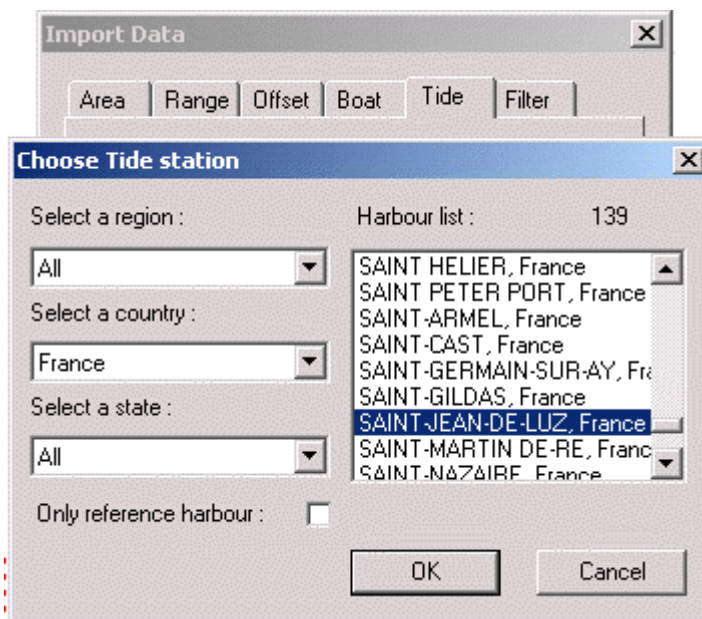 Import Data
Area Range Offset Boat Tide Filter
Choose Tide station
Select a region :
All
Select a country :
France
Select a state :
All
Only reference harbour :
Harbour list : 139
SAINT HELIER, France
SAINT PETER PORT, France
SAINT-ARMEL, France
SAINT-CAST, France
SAINT-GERMAIN-SUR-AY, Fra
SAINT-GILDAS, France
SAINT-JEAN-DE-LUZ, France
SAINT-MARTIN DE-RE, Franc
SAINT-NAZAIRE, France
OK Cancel